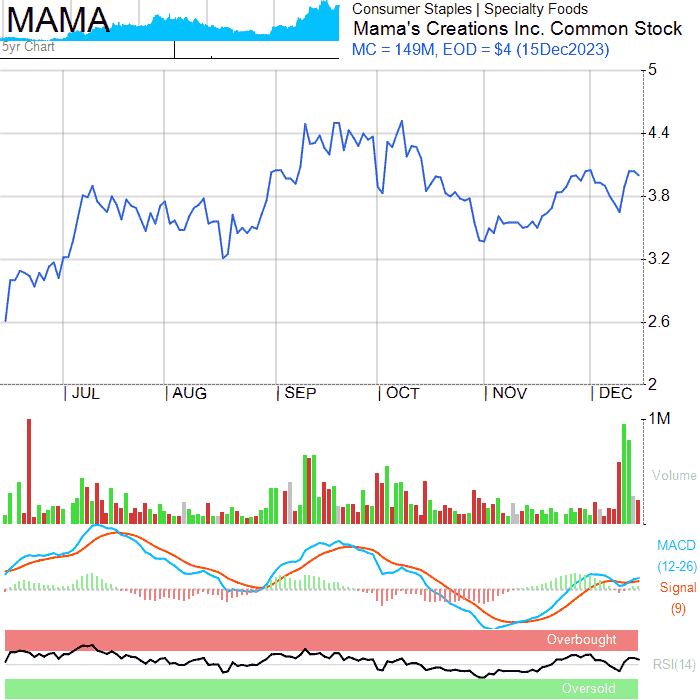 MAMA
5yr Chart
Consumer Staples | Specialty Foods
Mama's Creations Inc. Common Stock
MC = 149M, EOD = $4 (15Dec2023)
5
4.4
3.8
3.2
2.6
2
JUL AUG SEP OCT NOV DEC
1M
Volume
MACD
(12-26)
Signal
(9)
Overbought
RSI(14)
Oversold